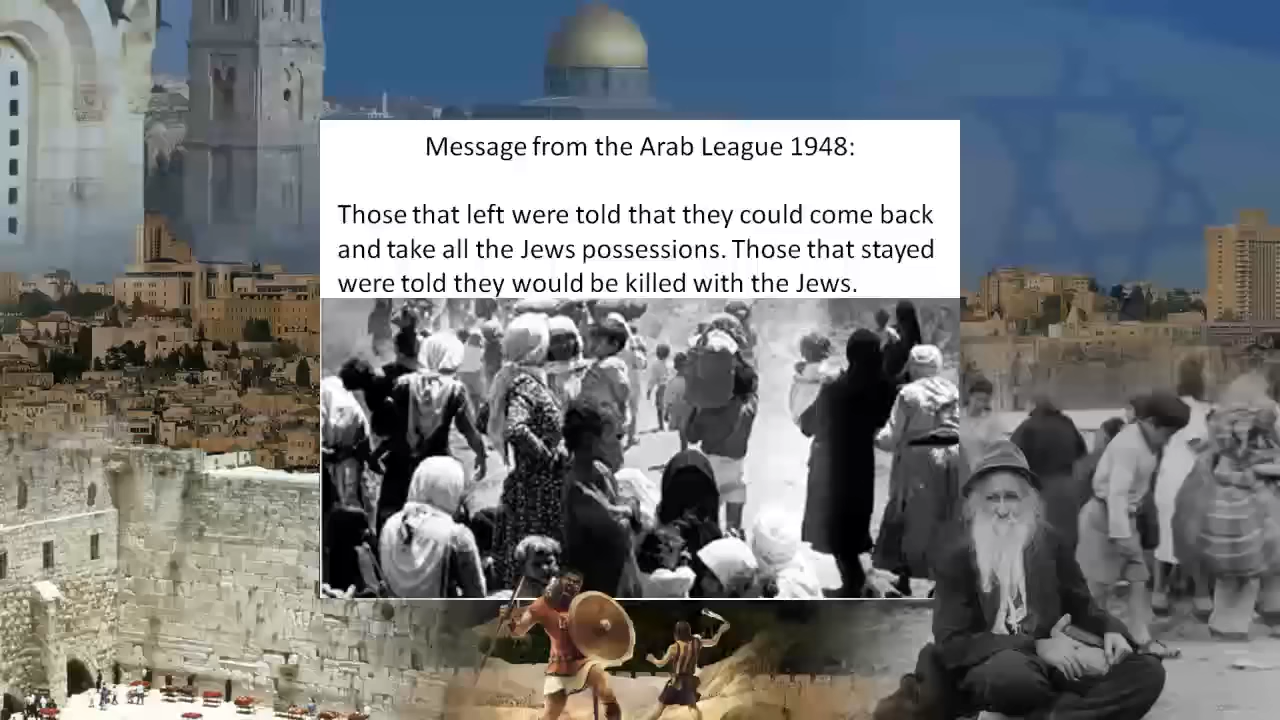 Message from the Arab League 1948:
Those that left were told that they could come back
and take all the Jews possessions. Those that stayed
were told they would be killed with the Jews.